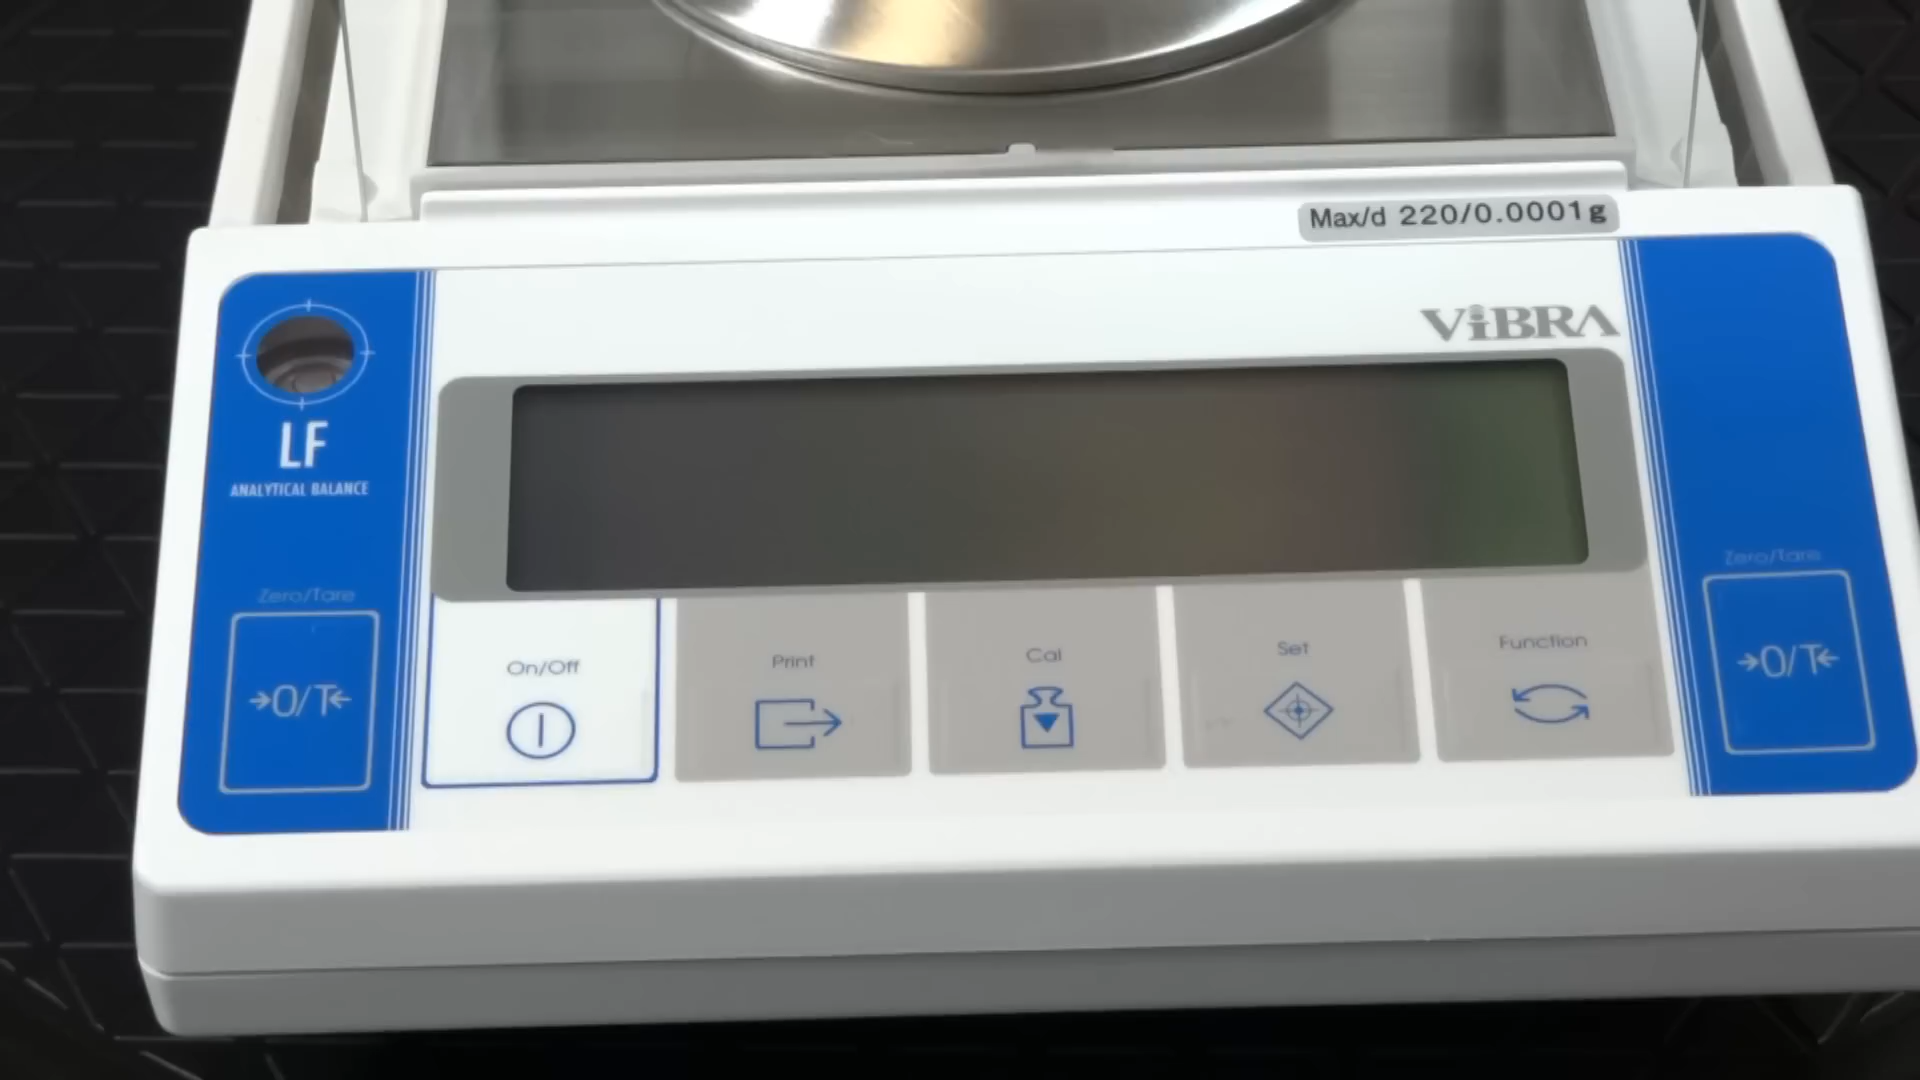 Max/d 220/0.0001g
ViBRA
LF
ANALYTICAL BALANCE
Zero/Tare
→0/T←
On/Off
Print
Cal
Set
Function
Zero/Tare
→0/T←